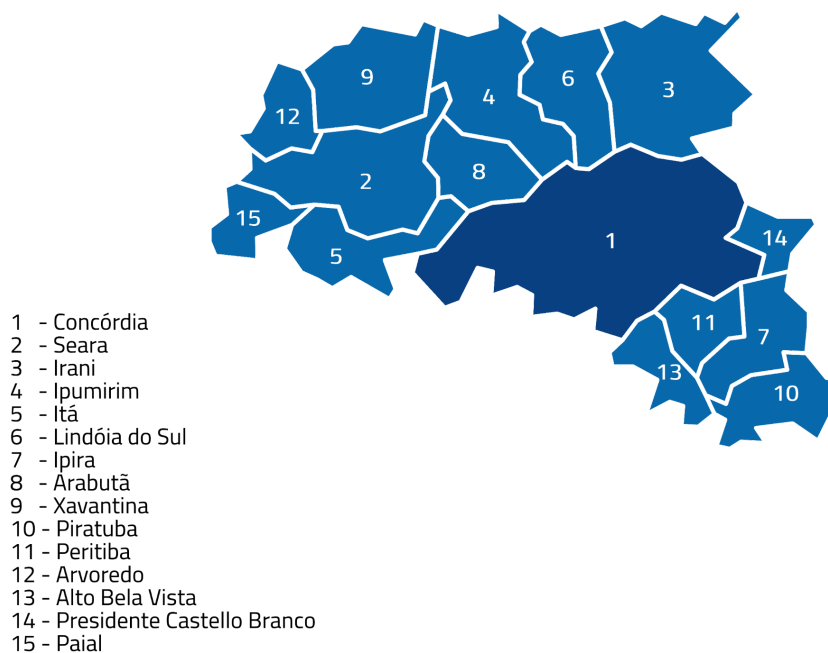 9
6
4
3
12
8
2
15
1
14
5
11
7
13
10
1 - Concórdia
2 - Seara
3 - Irani
4 - Ipumirim
5 - Itá
6 - Lindóia do Sul
7 - Ipira
8 - Arabutã
9 - Xavantina
10 - Piratuba
11 - Peritiba
12 - Arvoredo
13 - Alto Bela Vista
14 - Presidente Castello Branco
15 - Paial